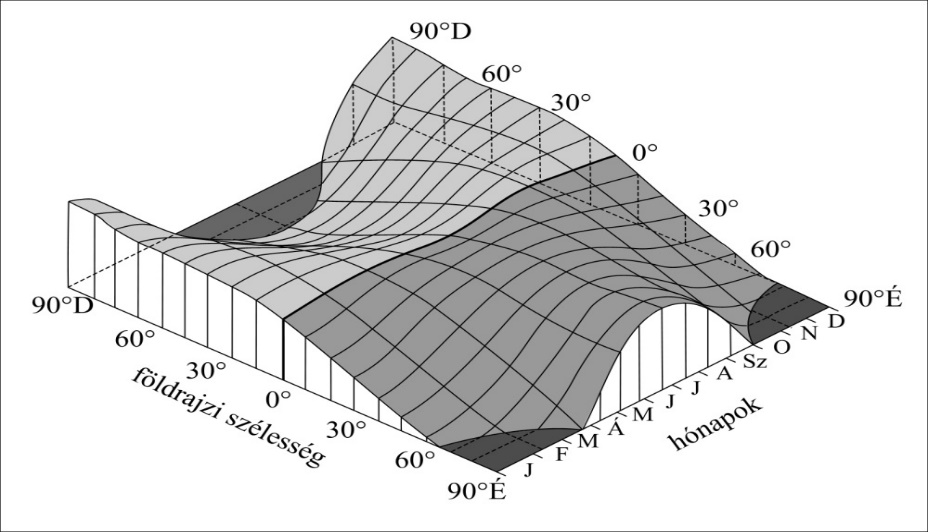 90°D
60°
30°
0°
30°
60°
90°É
90°D
60°
30°
0°
30°
60°
90°É
földrajzi szélesség
J
F
M
Á
M
J
J
A
Sz
O
N
D
hónapok